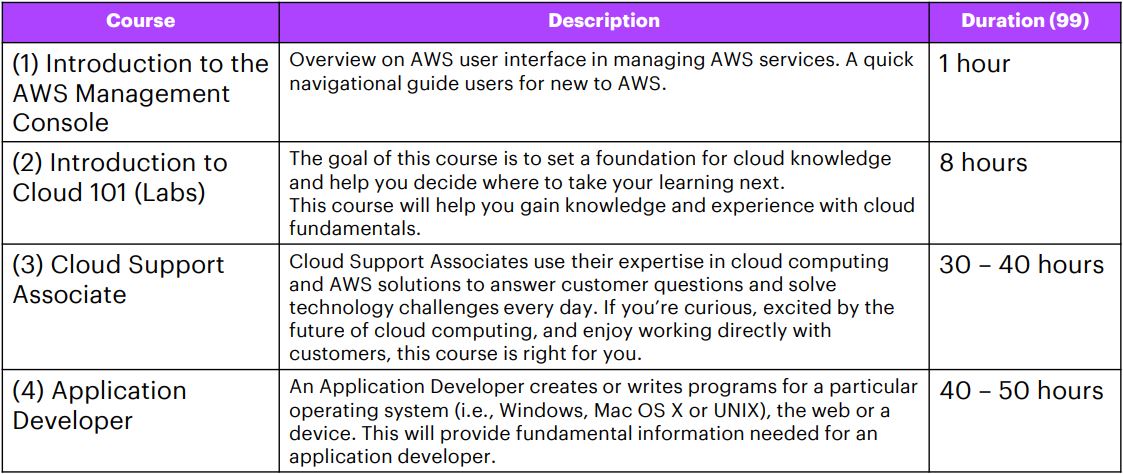 Course Description Duration (99)
(1) Introduction to the
AWS Management
Console
Overview on AWS user interface in managing AWS services. A quick
navigational guide users for new to AWS.
1 hour
(2) Introduction to
Cloud 101 (Labs)
The goal of this course is to set a foundation for cloud knowledge
and help you decide where to take your learning next.
This course will help you gain knowledge and experience with cloud
fundamentals.
8 hours
(3) Cloud Support
Associate
Cloud Support Associates use their expertise in cloud computing
and AWS solutions to answer customer questions and solve
technology challenges every day. If you’re curious, excited by the
future of cloud computing, and enjoy working directly with
customers, this course is right for you.
30 – 40 hours
(4) Application
Developer
An Application Developer creates or writes programs for a particular
operating system (i.e., Windows, Mac OS X or UNIX), the web or a
device. This will provide fundamental information needed for an
application developer.
40 – 50 hours